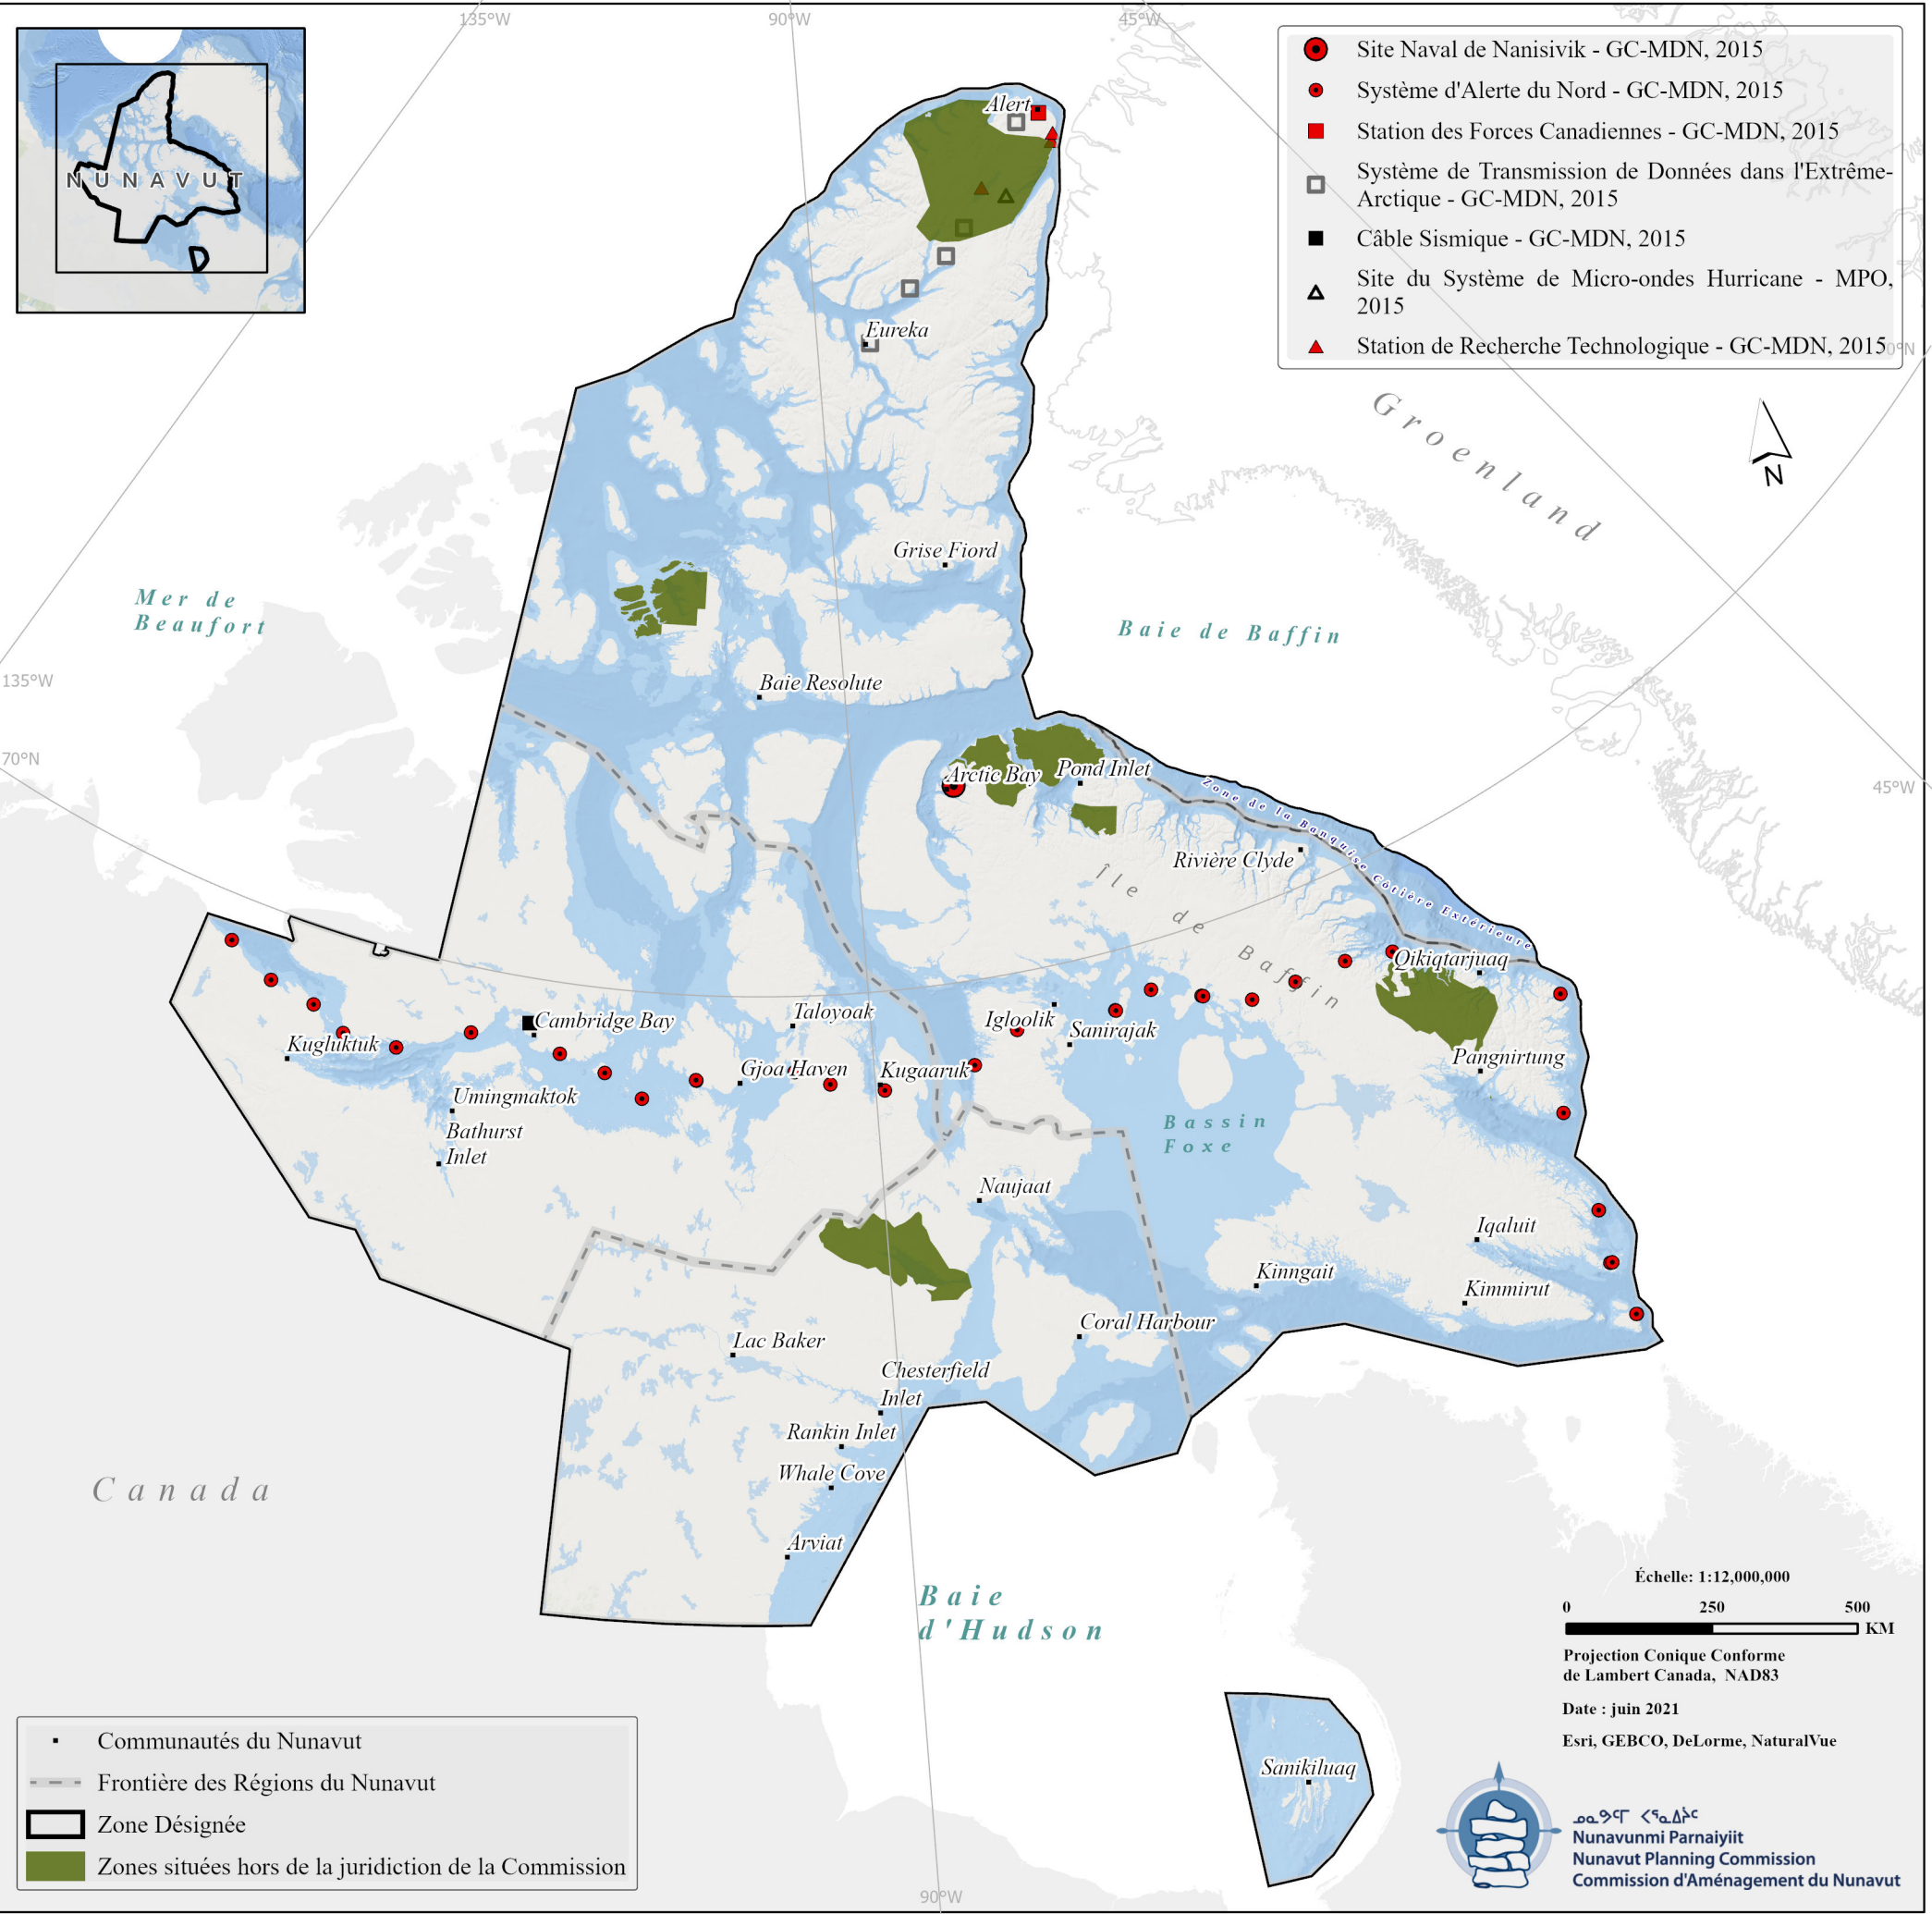 135°W
90°W
45°W
NUNAVUT
Site Naval de Nanisivik - GC-MDN, 2015
Système d'Alerte du Nord - GC-MDN, 2015
Station des Forces Canadiennes - GC-MDN, 2015
Système de Transmission de Données dans l'Extrême-
Arctique - GC-MDN, 2015
Câble Sismique - GC-MDN, 2015
Site du Système de Micro-ondes Hurricane - MPO,
2015
Station de Recherche Technologique - GC-MDN, 2015
70°N
Alert
Eureka
Groenland
N
Grise Fiord
Mer de
Beaufort
Baie de Baffin
135°W
Baie Resolute
70°N
Arctic Bay
Pond Inlet
45°W
Zone de la Banquise Côtière Extérieure
Rivière Clyde
Île de Baffin
Qikiqtarjuaq
Cambridge Bay
Taloyoak
Igloolik
Sanirajak
Kugluktuk
Pangnirtung
Gjoa Haven
Kugaaruk
Umingmaktok
Bathurst
Inlet
Bassin
Foxe
Naujaat
Iqaluit
Kinngait
Kimmirut
Coral Harbour
Lac Baker
Chesterfield
Inlet
Rankin Inlet
Whale Cove
Canada
Arviat
Baie
d'Hudson
Échelle: 1:12,000,000
0 250 500
KM
Projection Conique Conforme
de Lambert Canada, NAD83
Date : juin 2021
Esri, GEBCO, DeLorme, NaturalVue
Sanikiluaq
Communautés du Nunavut
Frontière des Régions du Nunavut
Zone Désignée
Zones situées hors de la juridiction de la Commission
ᓄᓇᕗᒻᒥ ᐸᕐᓇᐃᔨᑦ
Nunavunmi Parnaiyiit
Nunavut Planning Commission
Commission d'Aménagement du Nunavut
90°W